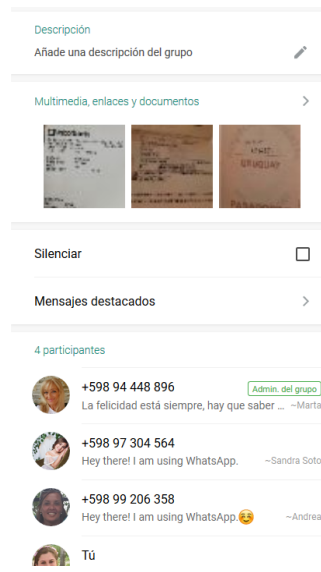 Descripción
Añade una descripción del grupo
Multimedia, enlaces y documentos
URUGUAY
Silenciar
Mensajes destacados
4 participantes
+598 94 448 896
Admin. del grupo
La felicidad está siempre, hay que saber ... ~Marta
+598 97 304 564
Hey there! I am using WhatsApp. ~Sandra Soto
+598 99 206 358
Hey there! I am using WhatsApp.☺️ ~Andrea
Tú